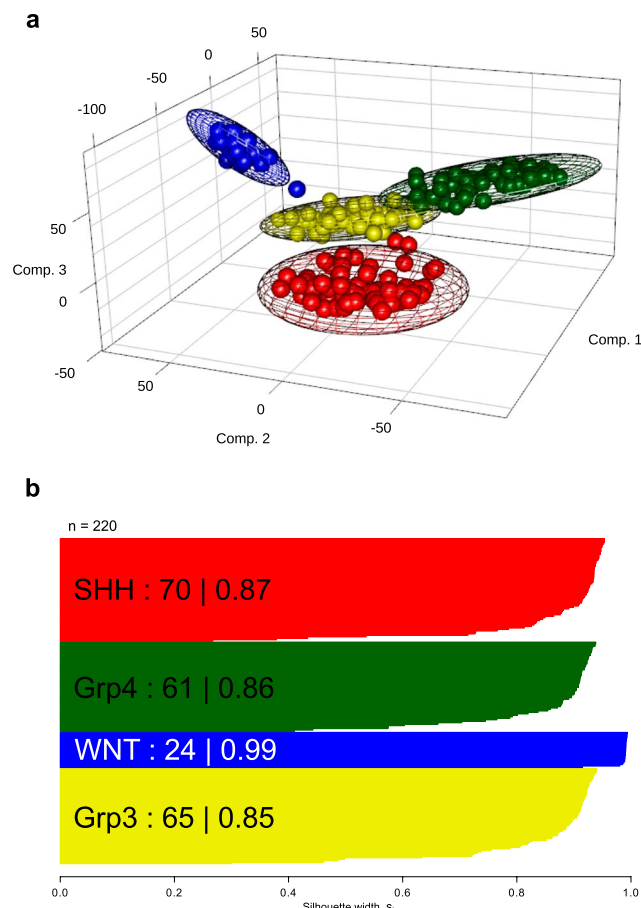 a
50
0
-50
-100
50
Comp. 3
0
-50
50
0
-50
Comp. 1
Comp. 2
b
n = 220
SHH : 70 | 0.87
Grp4 : 61 | 0.86
WNT : 24 | 0.99
Grp3 : 65 | 0.85
0.0 0.2 0.4 0.6 0.8 1.0
Silhouette width